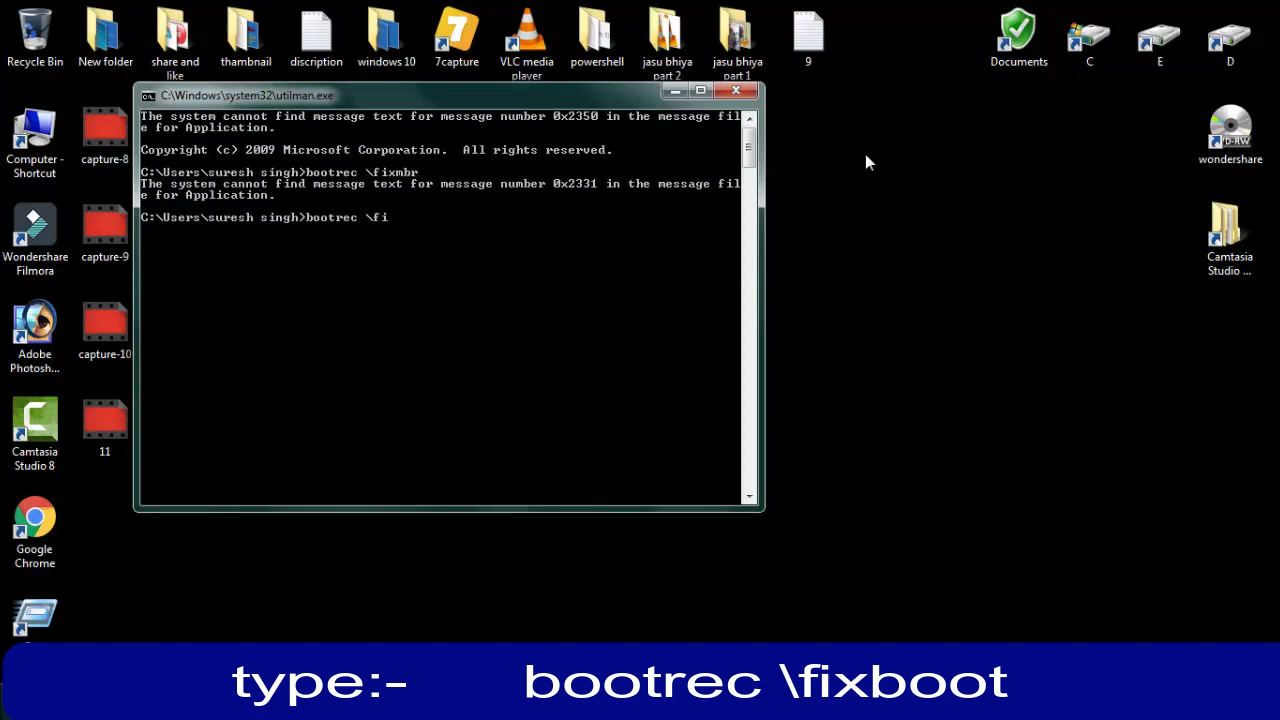 Recycle Bin
New folder
share and
like
thumbnail
discription
windows 10
7
7capture
VLC media
player
powershell
jasu bhiya
part 2
jasu bhiya
part 1
9
Documents
C
E
D
C:\Windows\system32\utilman.exe
The system cannot find message text for message number 0x2350 in the message fil
e for Application.
Copyright (c) 2009 Microsoft Corporation.  All rights reserved.
C:\Users\suresh singh>bootrec \fixmbr
The system cannot find message text for message number 0x2331 in the message fil
e for Application.
C:\Users\suresh singh>bootrec \fi
Computer -
Shortcut
capture-8
wondershare
Wondershare
Filmora
capture-9
Camtasia
Studio ...
Adobe
Photosh...
capture-10
Camtasia
Studio 8
11
Google
Chrome
type:- bootrec \fixboot